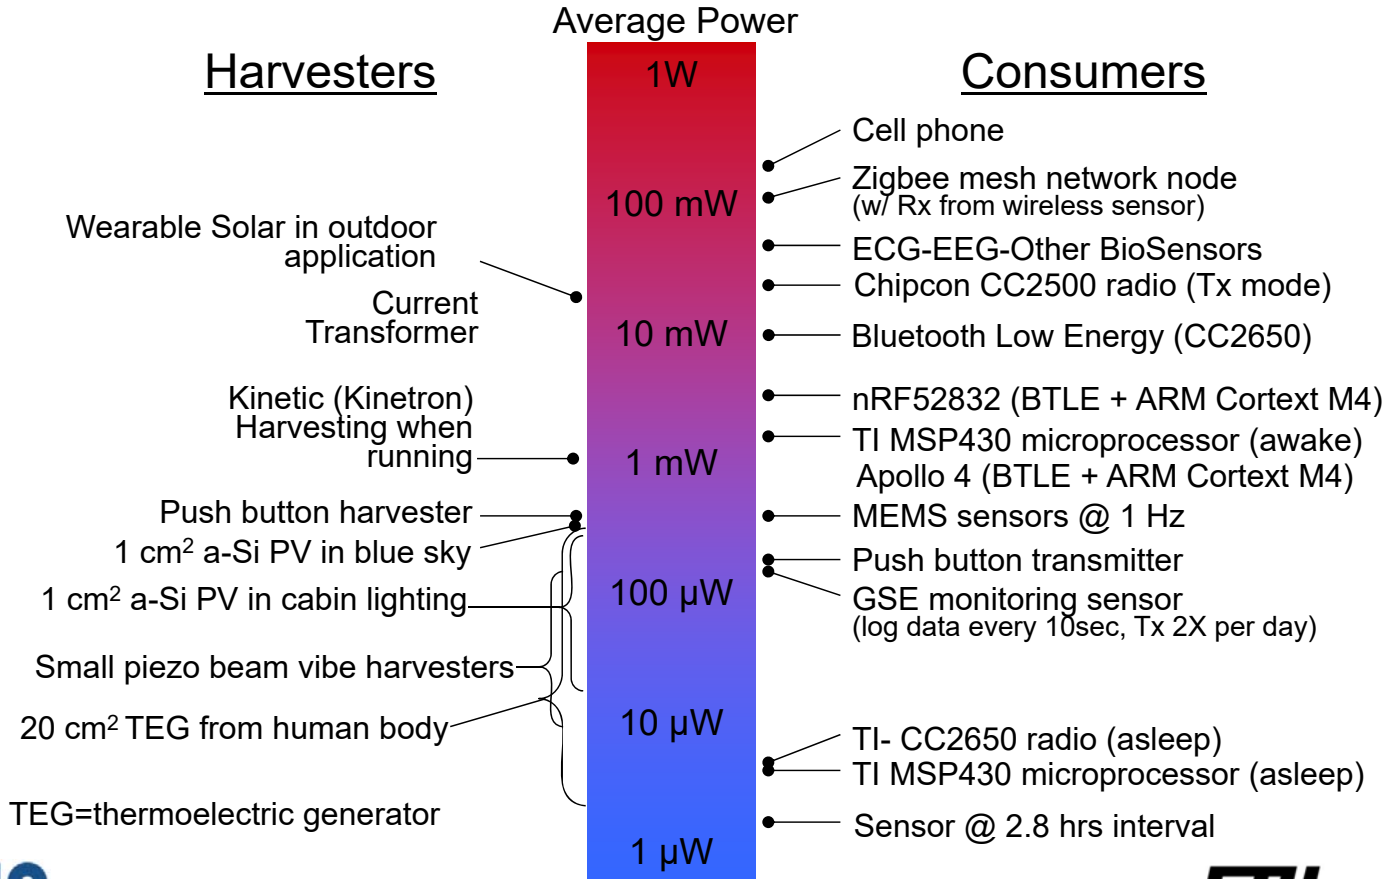 Average Power
Harvesters
Consumers
1W
100 mW
10 mW
1 mW
100 µW
10 µW
1 µW
Wearable Solar in outdoor
application
Current
Transformer
Kinetic (Kinetron)
Harvesting when
running
Push button harvester
1 cm² a-Si PV in blue sky
1 cm² a-Si PV in cabin lighting
Small piezo beam vibe harvesters
20 cm² TEG from human body
TEG=thermoelectric generator
Cell phone
Zigbee mesh network node
(w/ Rx from wireless sensor)
ECG-EEG-Other BioSensors
Chipcon CC2500 radio (Tx mode)
Bluetooth Low Energy (CC2650)
nRF52832 (BTLE + ARM Cortext M4)
TI MSP430 microprocessor (awake)
Apollo 4 (BTLE + ARM Cortext M4)
MEMS sensors @ 1 Hz
Push button transmitter
GSE monitoring sensor
(log data every 10sec, Tx 2X per day)
TI- CC2650 radio (asleep)
TI MSP430 microprocessor (asleep)
Sensor @ 2.8 hrs interval